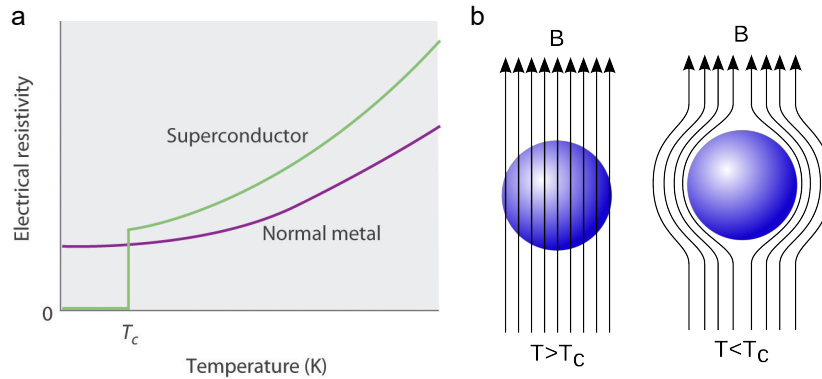 a
Electrical resistivity
Superconductor
Normal metal
0
Tc
Temperature (K)
b
B
T>TC
B
T<TC